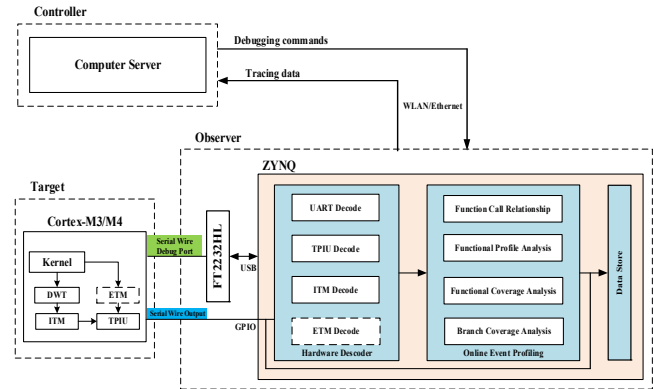 Controller
Computer Server
Debugging commands
Tracing data
WLAN/Ethernet
Observer
ZYNQ
Target
Cortex-M3/M4
Kernel
DWT
ETM
ITM
TPIU
Serial Wire
Debug Port
Serial Wire Output
FT2232HL
USB
GPIO
UART Decode
TPIU Decode
ITM Decode
ETM Decode
Hardware Descoder
Function Call Relationship
Functional Profile Analysis
Functional Coverage Analysis
Branch Coverage Analysis
Online Event Profiling
Data Store